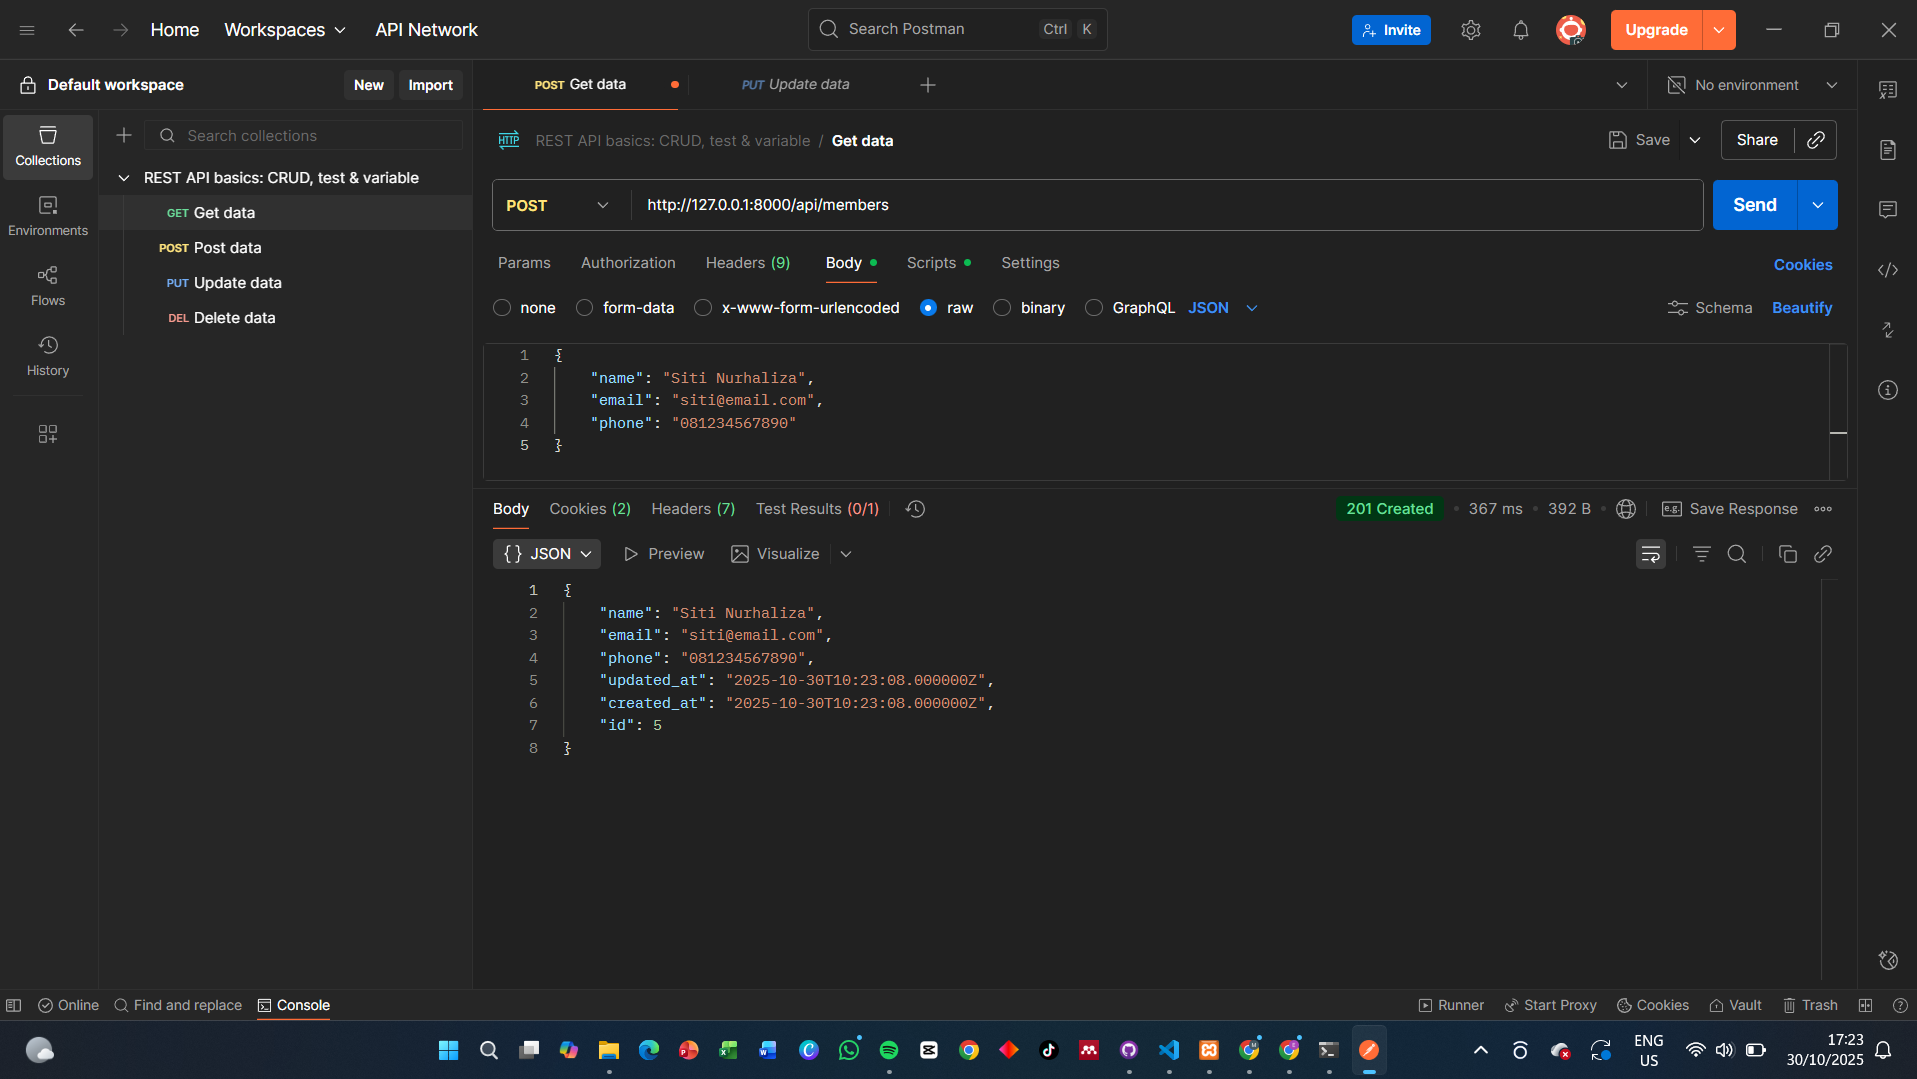 Home
Workspaces
API Network
Search Postman
Ctrl K
Invite
Upgrade
Default workspace
New
Import
POST Get data
PUT Update data
No environment
Collections
Environments
Flows
History
Search collections
REST API basics: CRUD, test & variable
GET Get data
POST Post data
PUT Update data
DEL Delete data
HTTP REST API basics: CRUD, test & variable / Get data
Save
Share
POST
http://127.0.0.1:8000/api/members
Send
Params
Authorization
Headers (9)
Body
Scripts
Settings
Cookies
none
form-data
x-www-form-urlencoded
raw
binary
GraphQL
JSON
Schema
Beautify
1 {
2 "name": "Siti Nurhaliza",
3 "email": "siti@email.com",
4 "phone": "081234567890"
5 }
Body
Cookies (2)
Headers (7)
Test Results (0/1)
201 Created
367 ms
392 B
e.g. Save Response
{} JSON
Preview
Visualize
1 {
2 "name": "Siti Nurhaliza",
3 "email": "siti@email.com",
4 "phone": "081234567890",
5 "updated_at": "2025-10-30T10:23:08.000000Z",
6 "created_at": "2025-10-30T10:23:08.000000Z",
7 "id": 5
8 }
Online
Find and replace
Console
Runner
Start Proxy
Cookies
Vault
Trash
ENG
US
17:23
30/10/2025